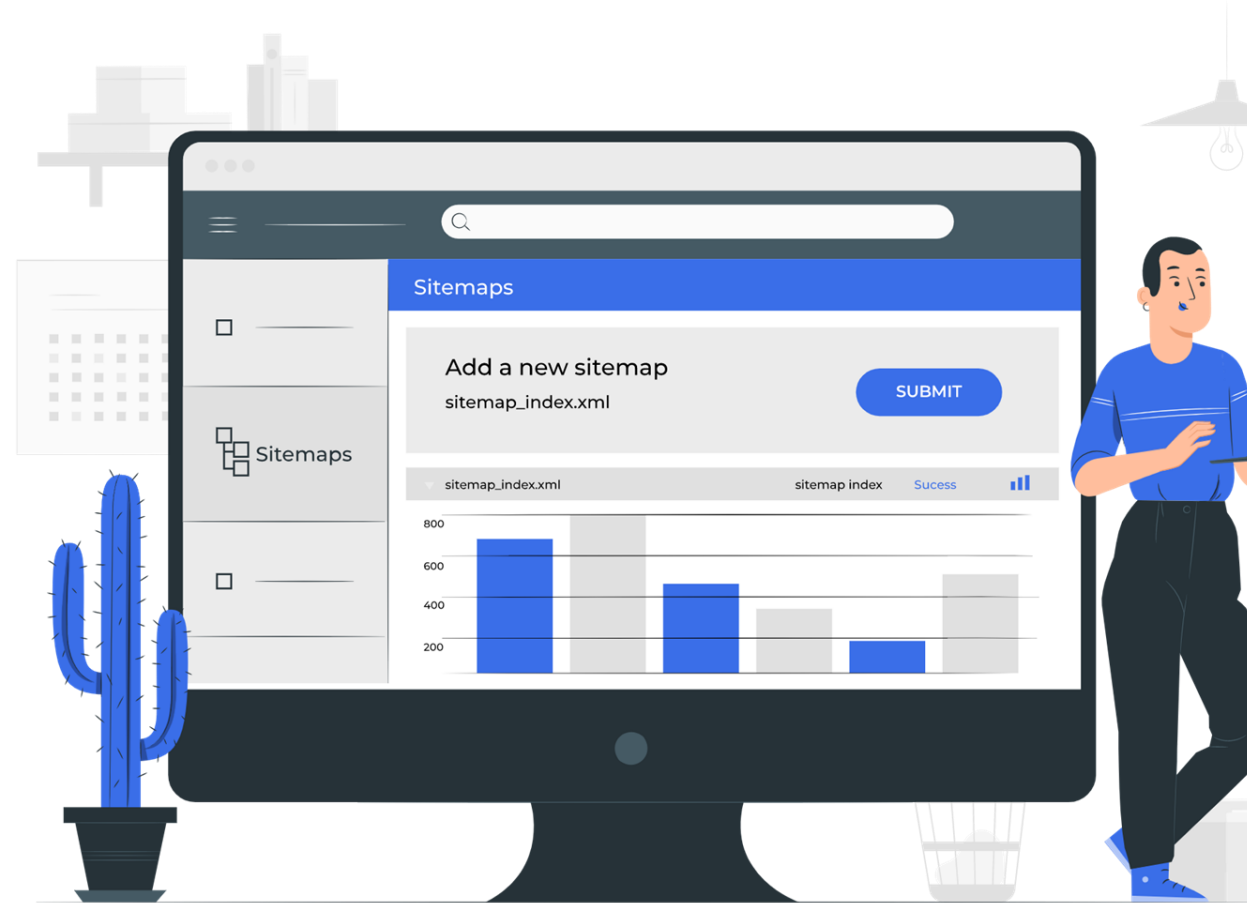 Sitemaps
Add a new sitemap
sitemap_index.xml
SUBMIT
Sitemaps
sitemap_index.xml sitemap index Sucess
800
600
400
200